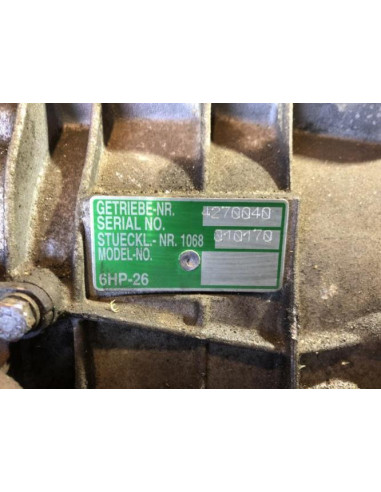 GETRIEBE-NR. 4270040
SERIAL NO.
STUECKL.- NR. 1068 010170
MODEL-NO.
6HP-26